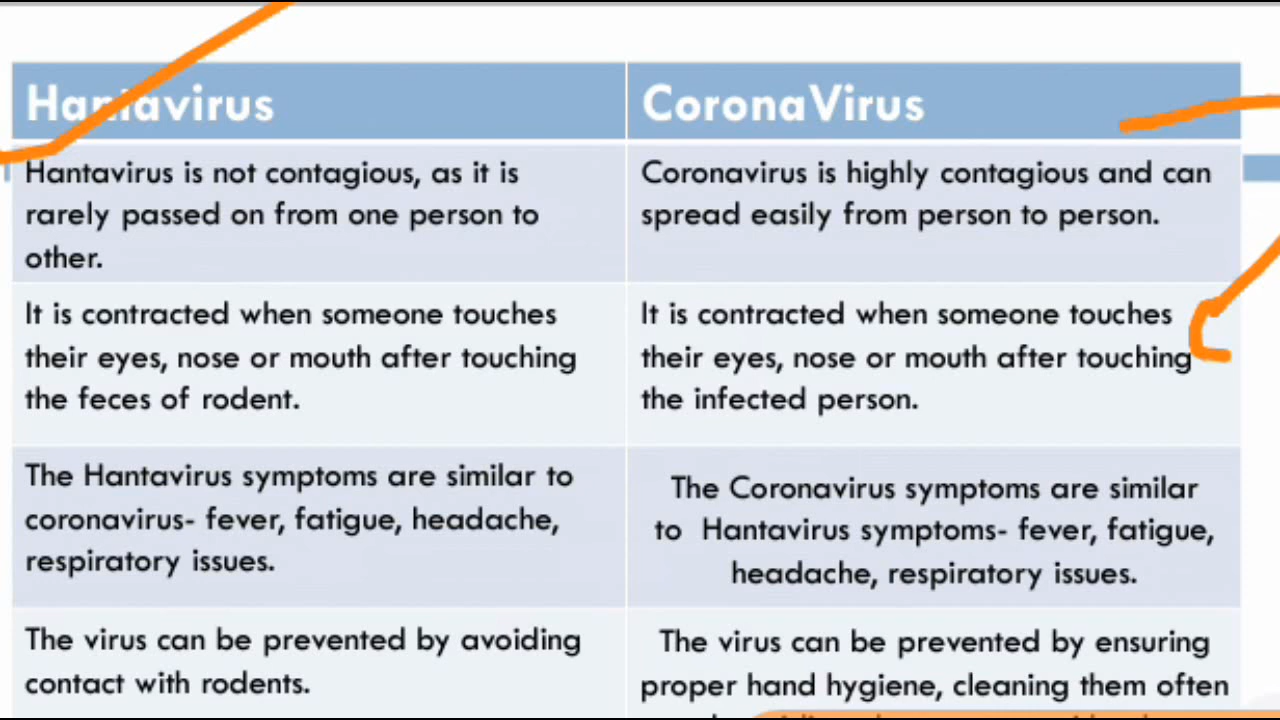 Hantavirus
CoronaVirus
Hantavirus is not contagious, as it is
rarely passed on from one person to
other.
Coronavirus is highly contagious and can
spread easily from person to person.
It is contracted when someone touches
their eyes, nose or mouth after touching
the feces of rodent.
It is contracted when someone touches
their eyes, nose or mouth after touching
the infected person.
The Hantavirus symptoms are similar to
coronavirus- fever, fatigue, headache,
respiratory issues.
The Coronavirus symptoms are similar
to Hantavirus symptoms- fever, fatigue,
headache, respiratory issues.
The virus can be prevented by avoiding
contact with rodents.
The virus can be prevented by ensuring
proper hand hygiene, cleaning them often